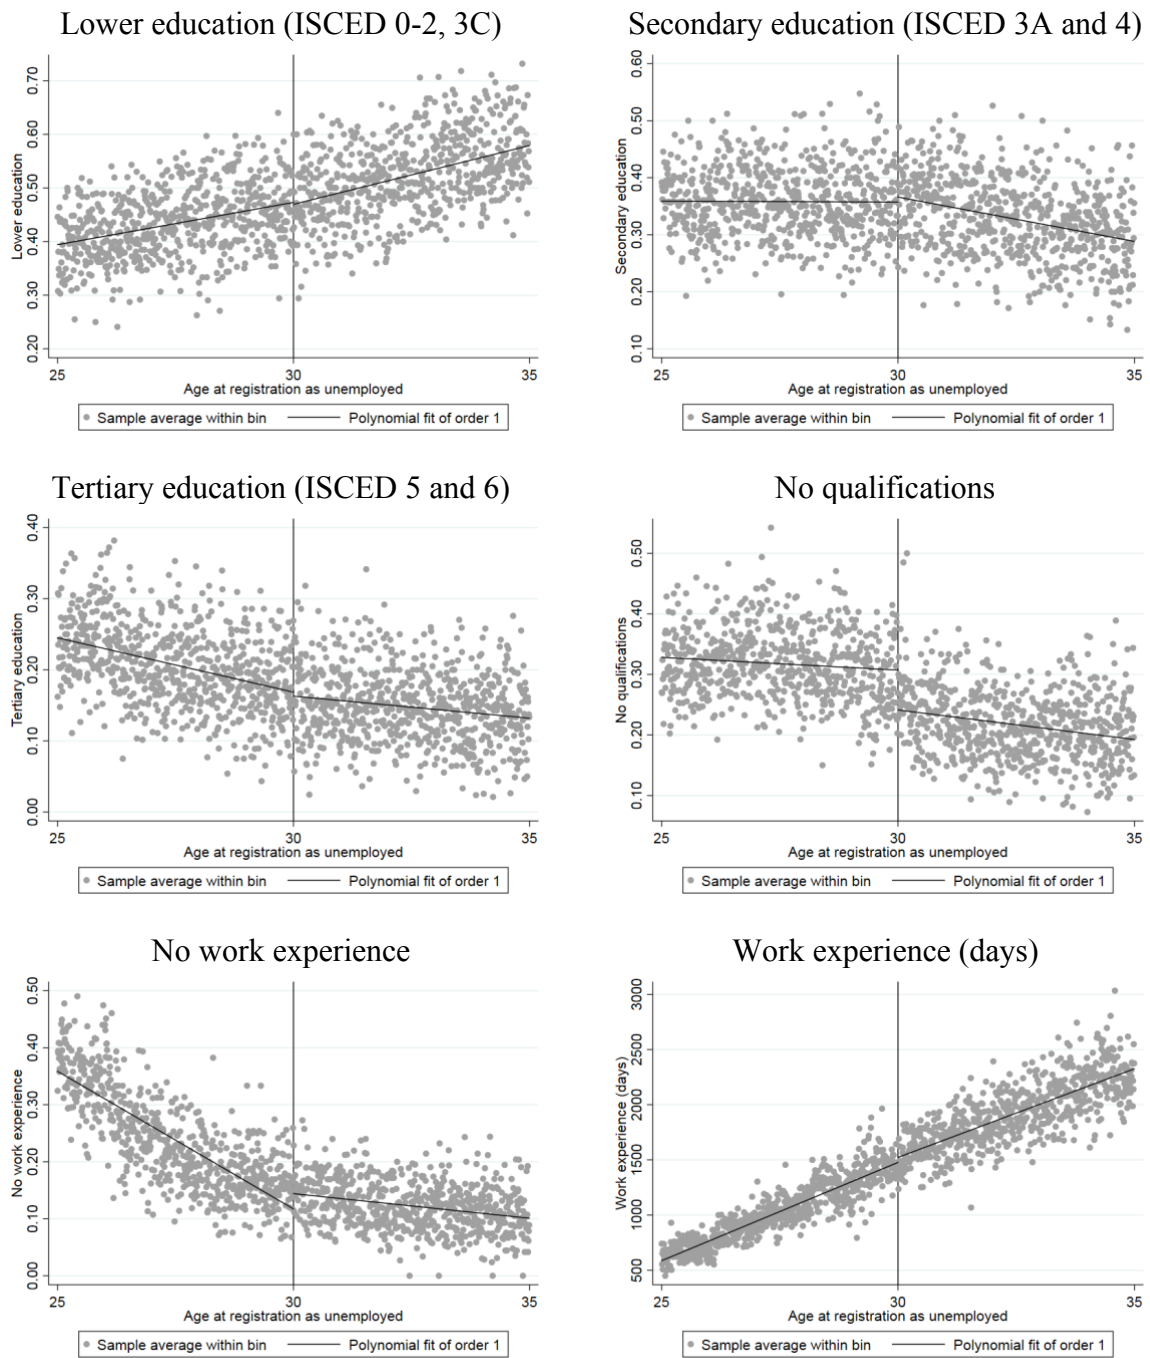 Lower education (ISCED 0-2, 3C)
Lower education
0.70
0.60
0.50
0.40
0.30
0.20
25
30
35
Age at registration as unemployed
Sample average within bin
Polynomial fit of order 1
Secondary education (ISCED 3A and 4)
Secondary education
0.60
0.50
0.40
0.30
0.20
0.10
25
30
35
Age at registration as unemployed
Sample average within bin
Polynomial fit of order 1
Tertiary education (ISCED 5 and 6)
Tertiary education
0.40
0.30
0.20
0.10
0.00
25
30
35
Age at registration as unemployed
Sample average within bin
Polynomial fit of order 1
No qualifications
No qualifications
0.50
0.40
0.30
0.20
0.10
25
30
35
Age at registration as unemployed
Sample average within bin
Polynomial fit of order 1
No work experience
No work experience
0.50
0.40
0.30
0.20
0.10
0.00
25
30
35
Age at registration as unemployed
Sample average within bin
Polynomial fit of order 1
Work experience (days)
Work experience (days)
3000
2500
2000
1500
1000
500
25
30
35
Age at registration as unemployed
Sample average within bin
Polynomial fit of order 1